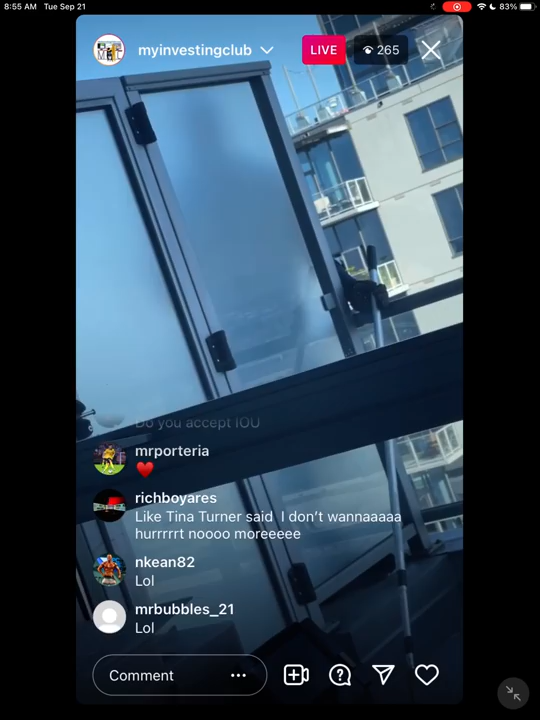 8:55 AM Tue Sep 21
83%
myinvestingclub
LIVE
265
Do you accept IOU
mrporteria
richboyares
Like Tina Turner said I don't wannaaaaa
hurrrrrt noooo moreeeee
nkean82
Lol
mrbubbles_21
Lol
Comment